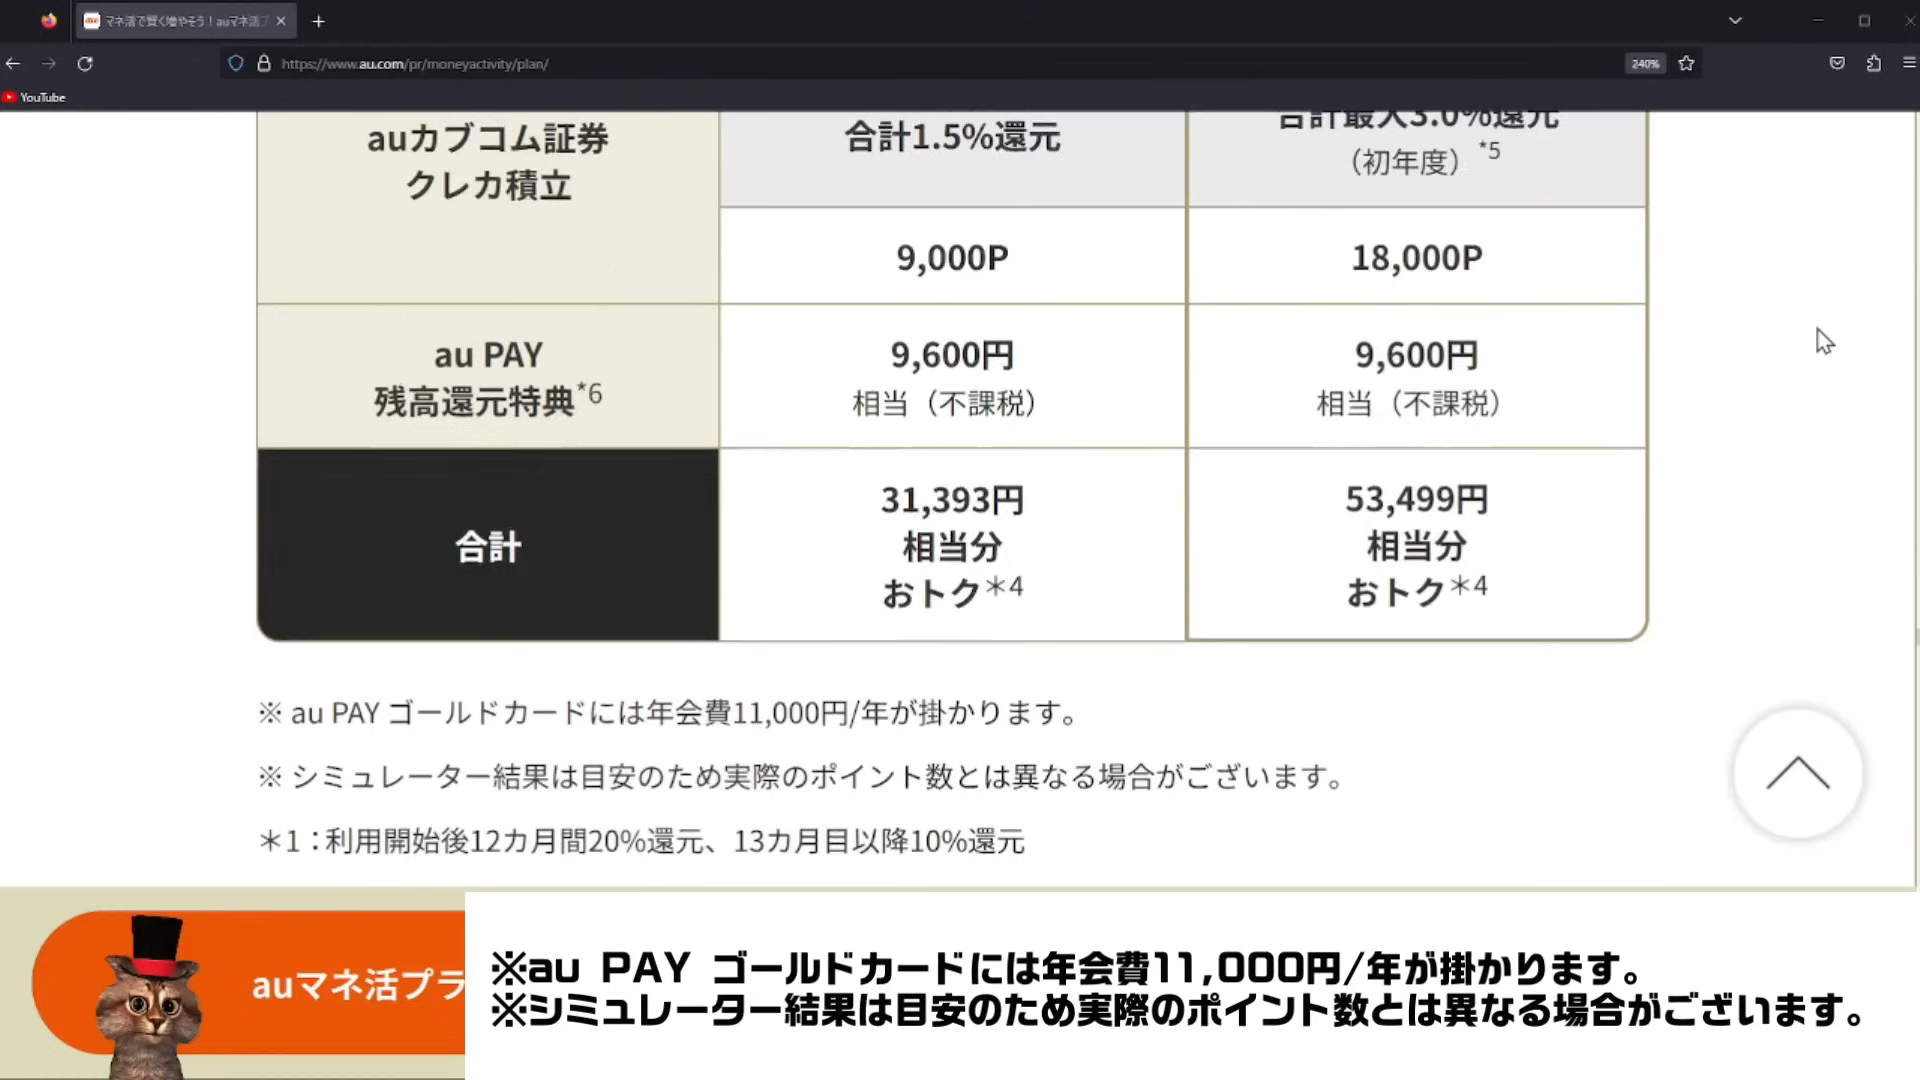 マネ活で賢く増やそう！auマネ活プ
https://www.au.com/pr/moneyactivity/plan/
240%
YouTube
auカブコム証券
クレカ積立
合計1.5%還元
合計最大3.0%還元
（初年度）*5
9,000P
18,000P
au PAY
残高還元特典*6
9,600円
相当（不課税）
9,600円
相当（不課税）
合計
31,393円
相当分
おトク＊4
53,499円
相当分
おトク＊4
※ au PAY ゴールドカードには年会費11,000円/年が掛かります。
※ シミュレーター結果は目安のため実際のポイント数とは異なる場合がございます。
＊1：利用開始後12カ月間20%還元、13カ月目以降10%還元
auマネ活プラ
※au PAY ゴールドカードには年会費11,000円/年が掛かります。
※シミュレーター結果は目安のため実際のポイント数とは異なる場合がございます。